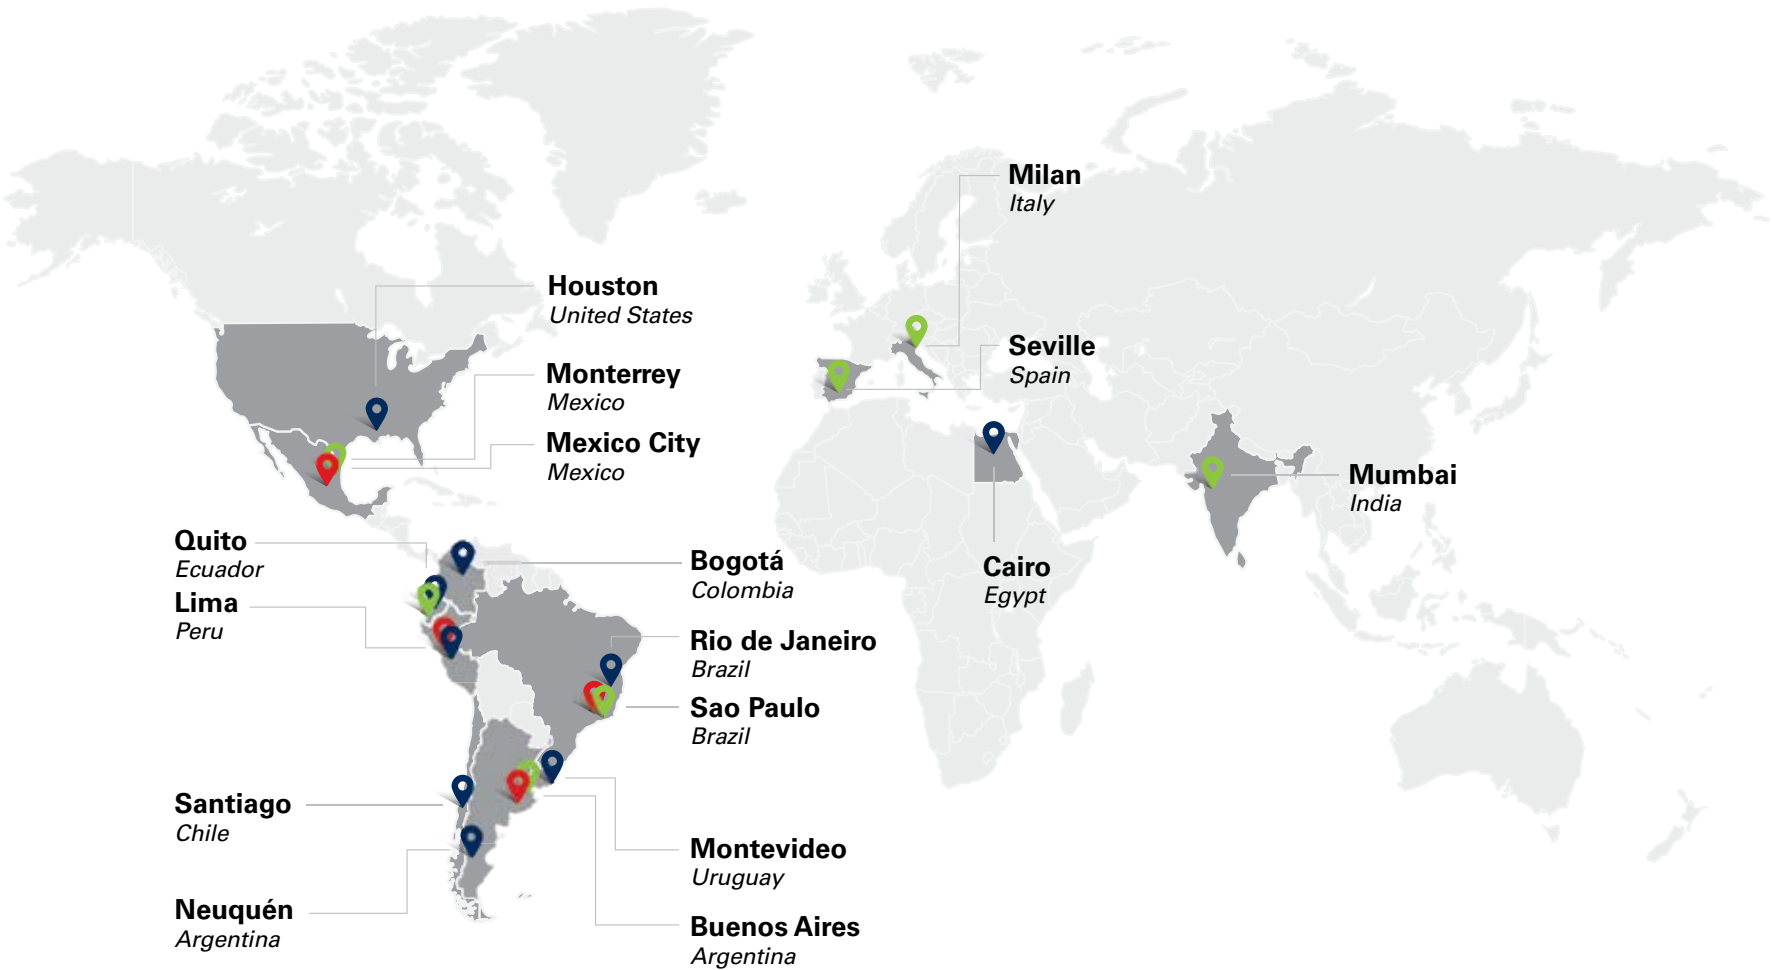 Milan
Italy
Houston
United States
Seville
Spain
Monterrey
Mexico
Mexico City
Mexico
Mumbai
India
Quito
Ecuador
Bogotá
Colombia
Cairo
Egypt
Lima
Peru
Rio de Janeiro
Brazil
Sao Paulo
Brazil
Santiago
Chile
Montevideo
Uruguay
Neuquén
Argentina
Buenos Aires
Argentina